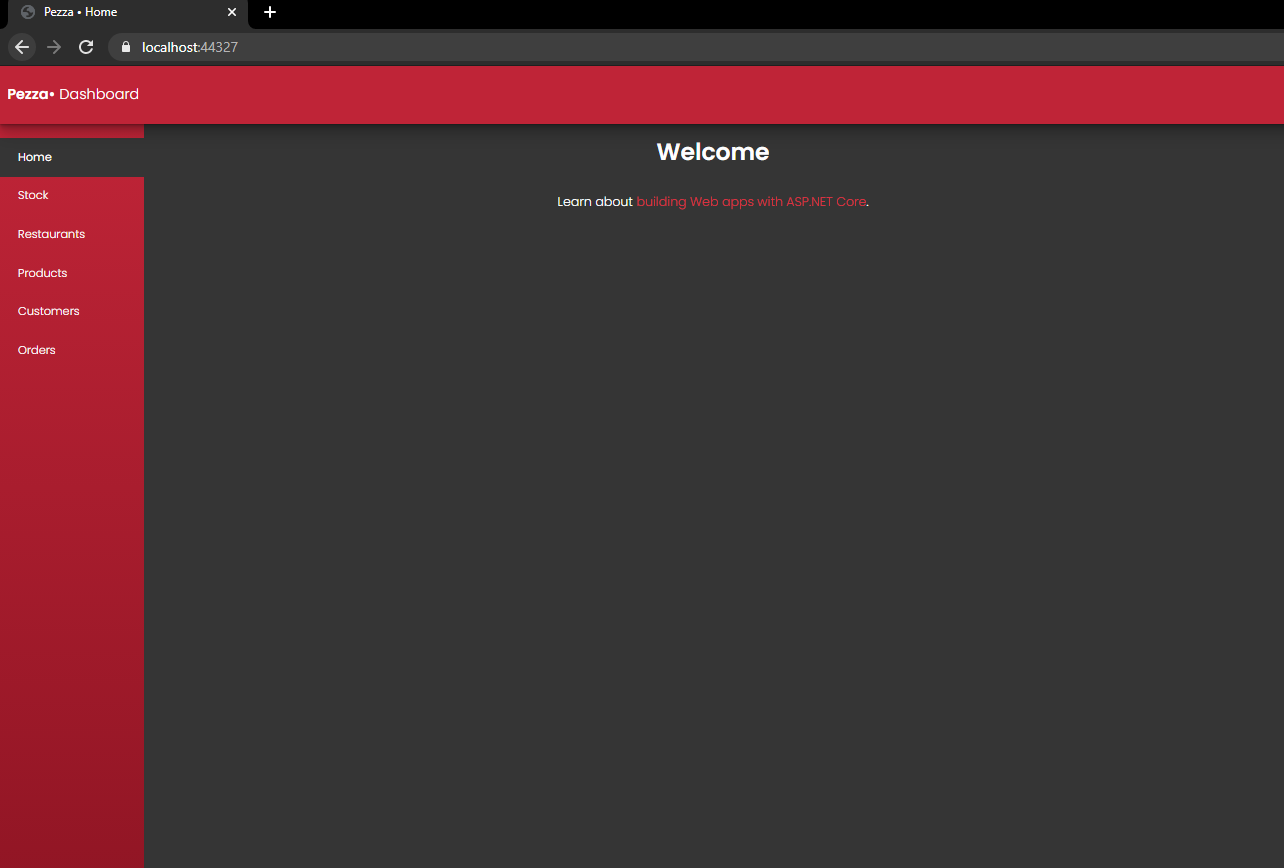 Pezza • Home
localhost:44327
Pezza• Dashboard
Home
Stock
Restaurants
Products
Customers
Orders
Welcome
Learn about building Web apps with ASP.NET Core.